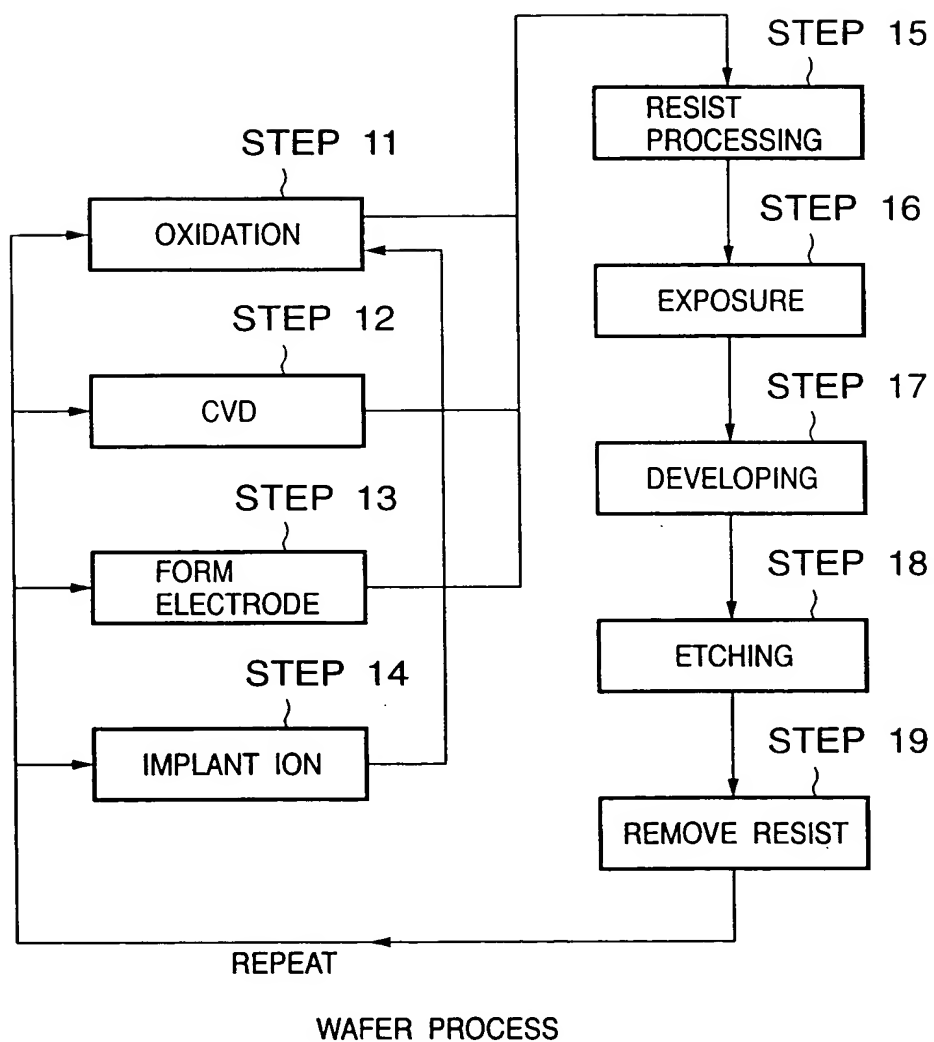 STEP 11
OXIDATION
STEP 12
CVD
STEP 13
FORM
ELECTRODE
STEP 14
IMPLANT ION
STEP 15
RESIST
PROCESSING
STEP 16
EXPOSURE
STEP 17
DEVELOPING
STEP 18
ETCHING
STEP 19
REMOVE RESIST
REPEAT
WAFER PROCESS